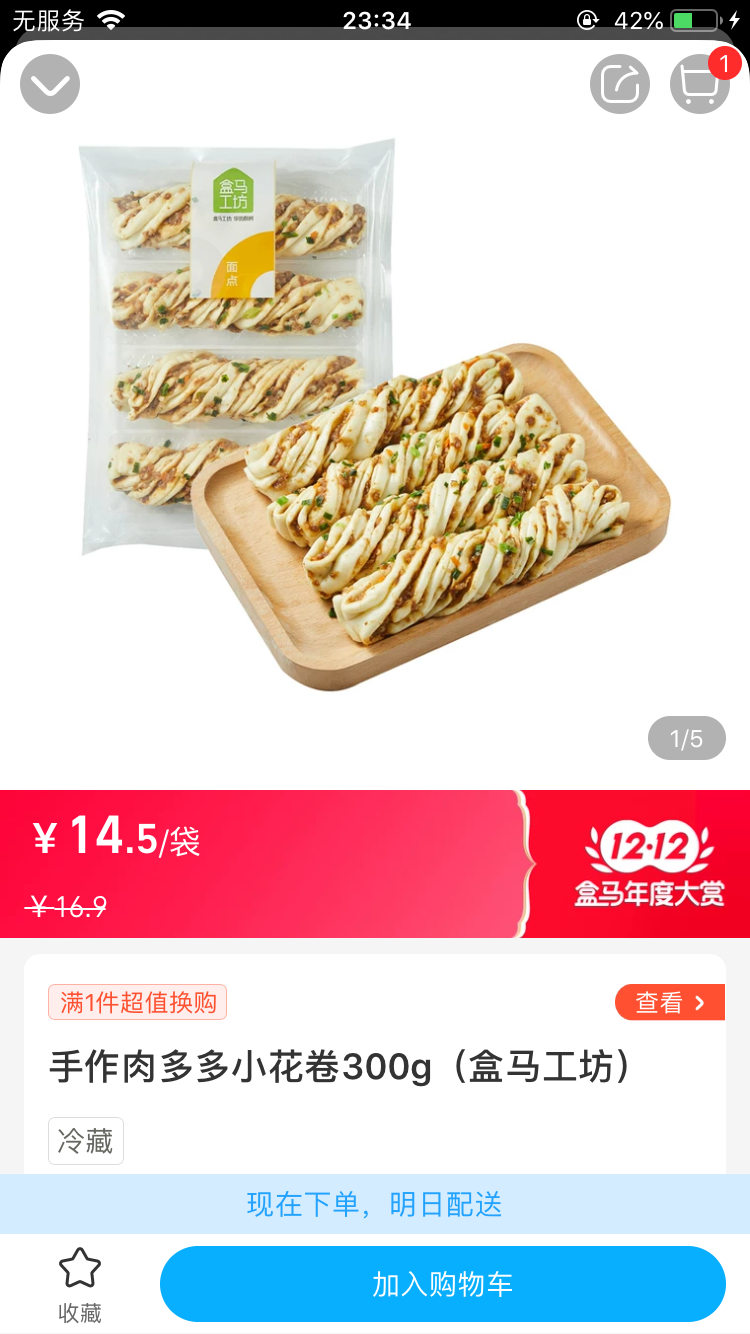 无服务 23:34 42%
1
盒马
工坊
面
点
1/5
¥14.5/袋
12·12
盒马年度大赏
¥16.9
满1件超值换购 查看
手作肉多多小花卷300g（盒马工坊）
冷藏
现在下单，明日配送
收藏
加入购物车